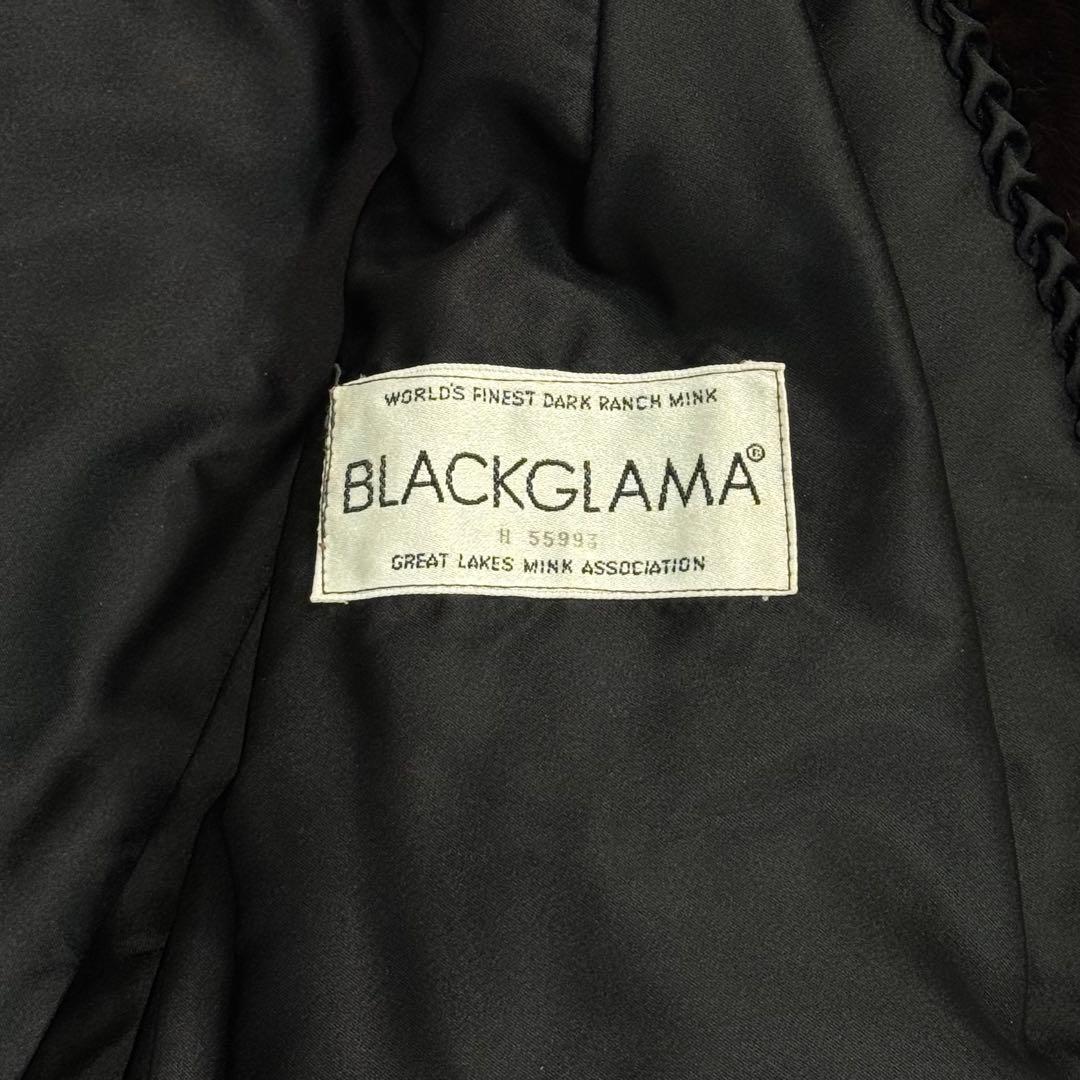 WORLD'S FINEST DARK RANCH MINK
BLACKGLAMA®
H 55993
GREAT LAKES MINK ASSOCIATION